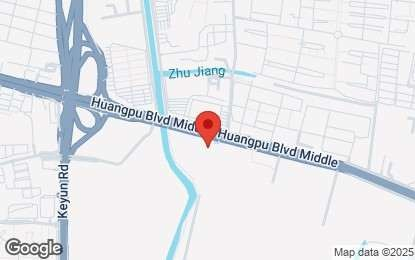 Zhu Jiang
Huangpu Blvd Middle
Huangpu Blvd Middle
Keyun Rd
Google
Map data ©2025